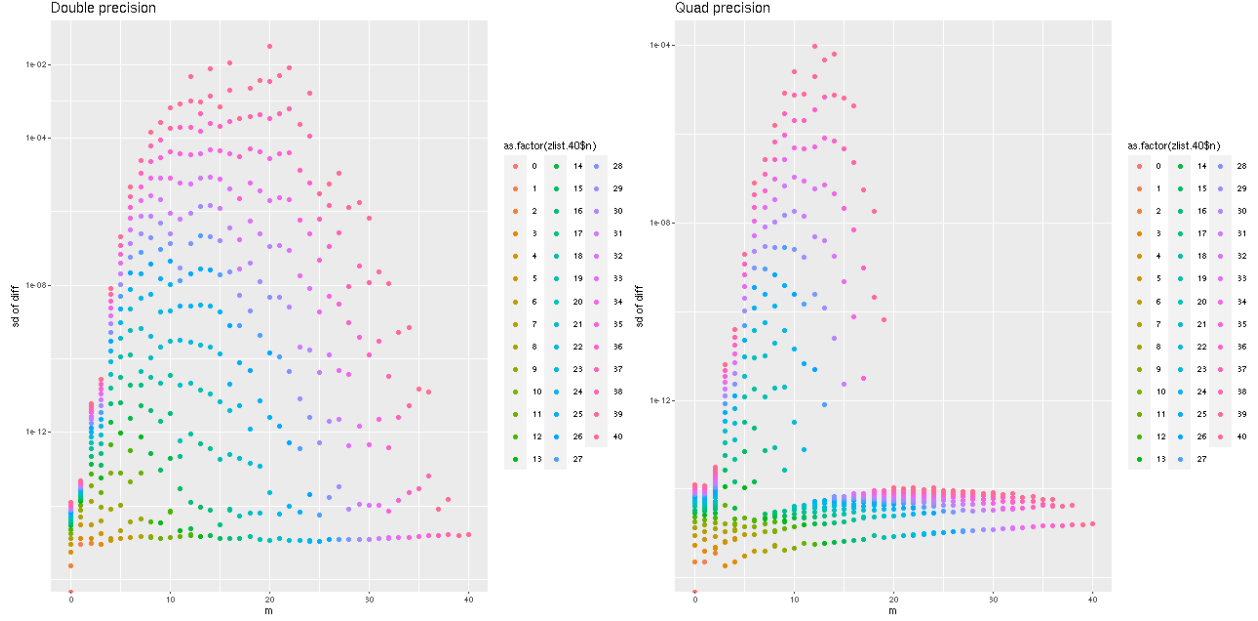 Double precision
sd of diff
1e-02
1e-04
1e-08
1e-12
0 10 20 30 40
m
as.factor(zlist.40$n)
0 14 28
1 15 29
2 16 30
3 17 31
4 18 32
5 19 33
6 20 34
7 21 35
8 22 36
9 23 37
10 24 38
11 25 39
12 26 40
13 27
Quad precision
sd of diff
1e-04
1e-08
1e-12
0 10 20 30 40
m
as.factor(zlist.40$n)
0 14 28
1 15 29
2 16 30
3 17 31
4 18 32
5 19 33
6 20 34
7 21 35
8 22 36
9 23 37
10 24 38
11 25 39
12 26 40
13 27